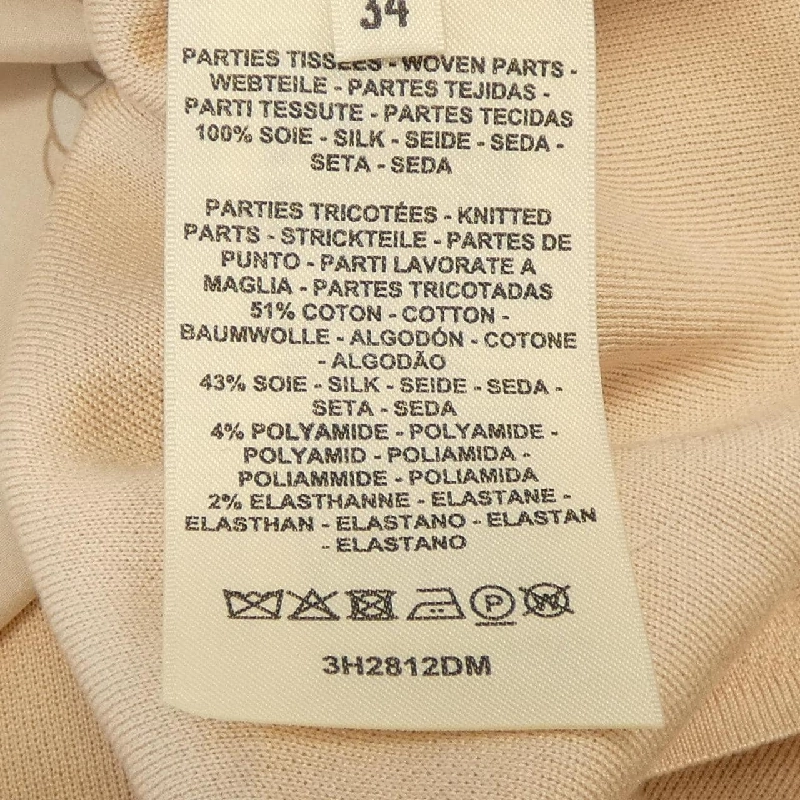 34
PARTIES TISSÉES - WOVEN PARTS -
WEBTEILE - PARTES TEJIDAS -
PARTI TESSUTE - PARTES TECIDAS
100% SOIE - SILK - SEIDE - SEDA -
SETA - SEDA
PARTIES TRICOTÉES - KNITTED
PARTS - STRICKTEILE - PARTES DE
PUNTO - PARTI LAVORATE A
MAGLIA - PARTES TRICOTADAS
51% COTON - COTTON -
BAUMWOLLE - ALGODÓN - COTONE
- ALGODÃO
43% SOIE - SILK - SEIDE - SEDA -
SETA - SEDA
4% POLYAMIDE - POLYAMIDE -
POLYAMID - POLIAMIDA -
POLIAMMIDE - POLIAMIDA
2% ELASTHANNE - ELASTANE -
ELASTHAN - ELASTANO - ELASTAN
- ELASTANO
P W
3H2812DM